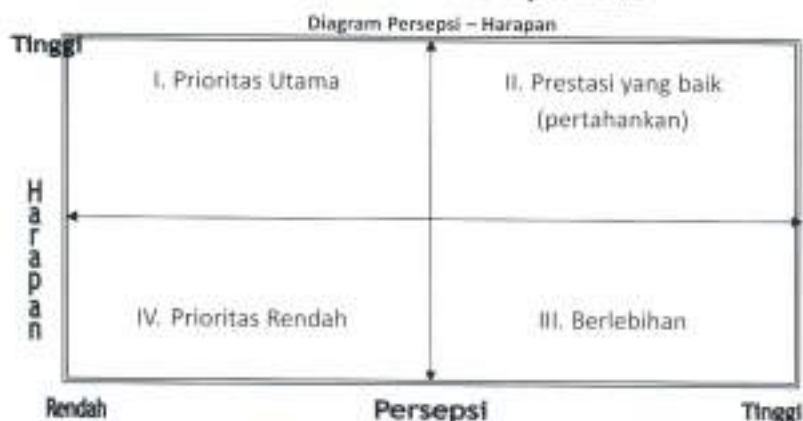 Diagram Persepsi – Harapan
Tinggi
I. Prioritas Utama
II. Prestasi yang baik
(pertahankan)
Harapan
IV. Prioritas Rendah
III. Berlebihan
Rendah
Persepsi
Tinggi